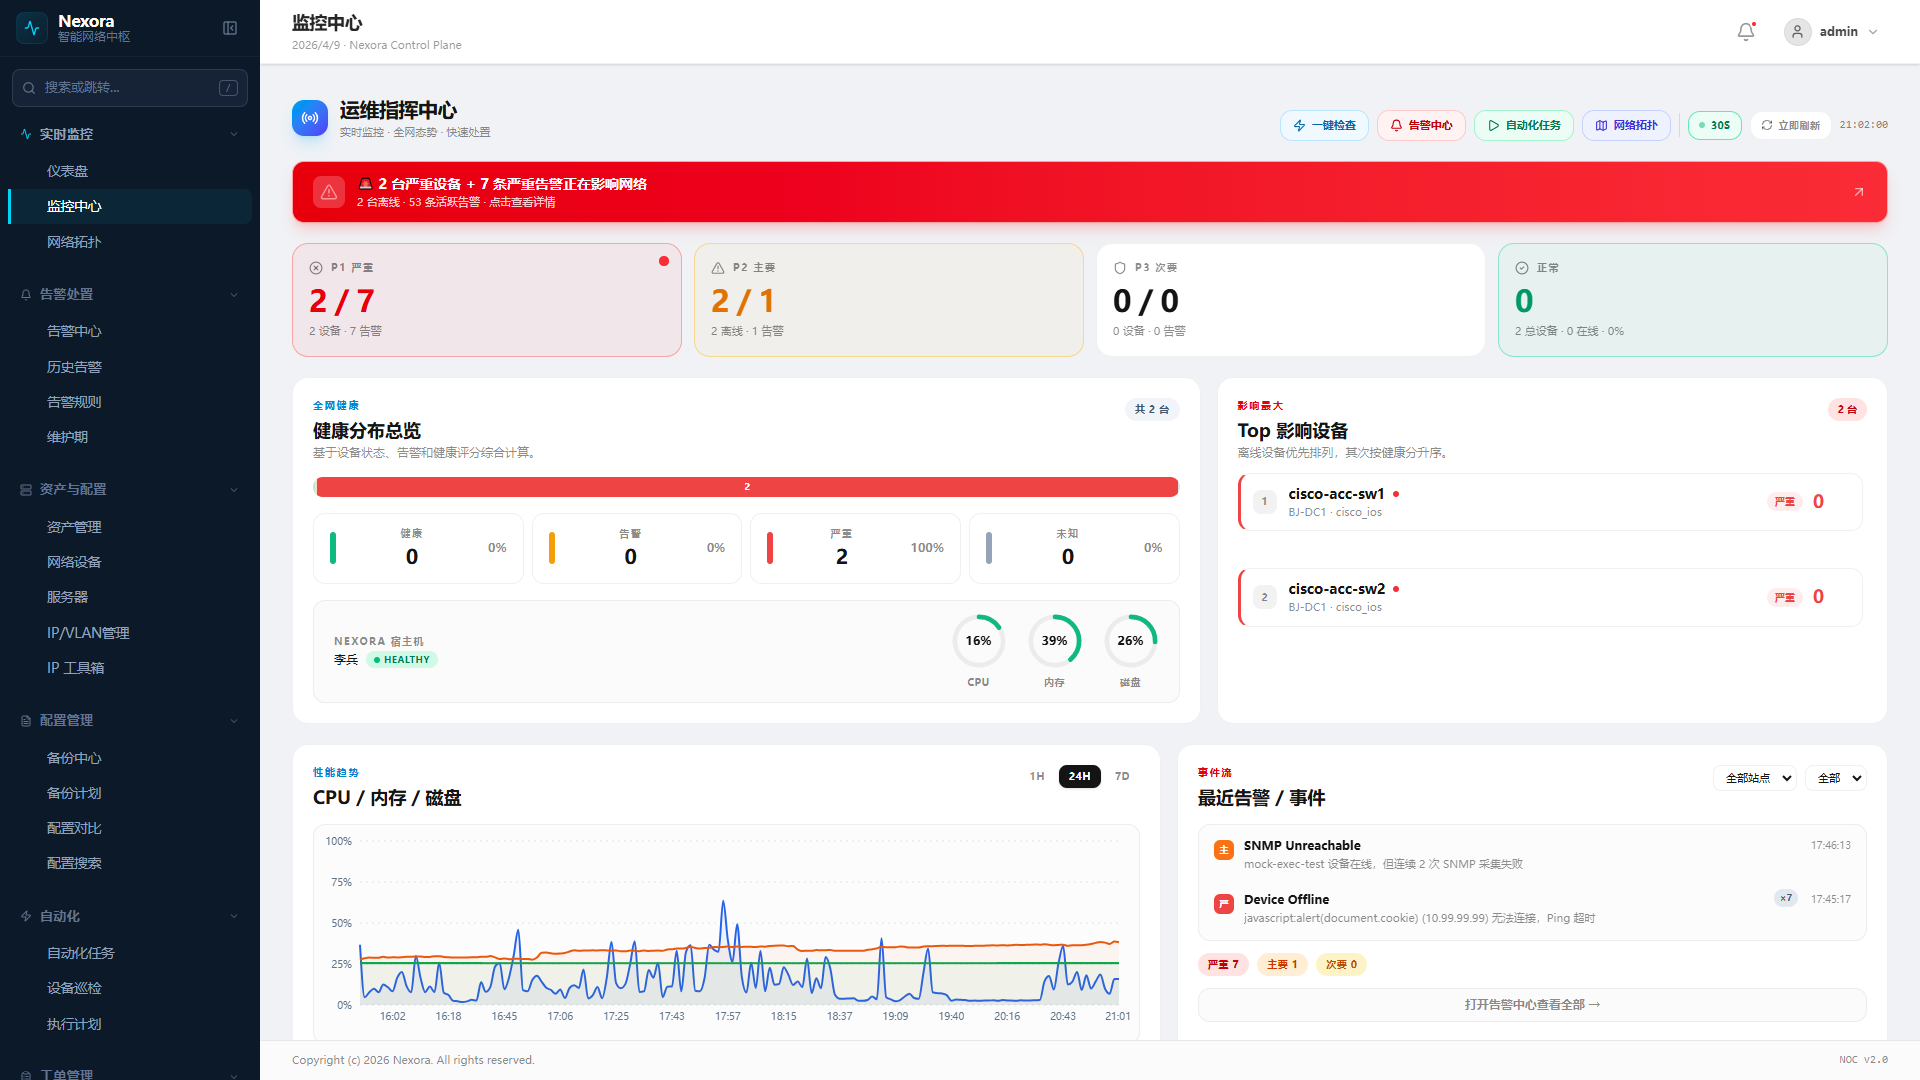 Nexora
智能网络中枢
搜索或跳转... /
实时监控
仪表盘
监控中心
网络拓扑
告警处置
告警中心
历史告警
告警规则
维护期
资产与配置
资产管理
网络设备
服务器
IP/VLAN管理
IP 工具箱
配置管理
备份中心
备份计划
配置对比
配置搜索
自动化
自动化任务
设备巡检
执行计划
工单管理
监控中心
2026/4/9 · Nexora Control Plane
admin
运维指挥中心
实时监控 · 全网态势 · 快速处置
一键检查 告警中心 自动化任务 网络拓扑 30S 立即刷新 21:02:00
🚨 2 台严重设备 + 7 条严重告警正在影响网络
2 台离线 · 53 条活跃告警 · 点击查看详情
P1 严重
2 / 7
2 设备 · 7 告警
P2 主要
2 / 1
2 离线 · 1 告警
P3 次要
0 / 0
0 设备 · 0 告警
正常
0
2 总设备 · 0 在线 · 0%
全网健康
健康分布总览
基于设备状态、告警和健康评分综合计算。
共 2 台
2
健康
0
0%
告警
0
0%
严重
2
100%
未知
0
0%
NEXORA 宿主机
李兵 HEALTHY
16% 39% 26%
CPU 内存 磁盘
影响最大
Top 影响设备
离线设备优先排列，其次按健康分升序。
2 台
1 cisco-acc-sw1 严重 0
BJ-DC1 · cisco_ios
2 cisco-acc-sw2 严重 0
BJ-DC1 · cisco_ios
性能趋势
CPU / 内存 / 磁盘
1H 24H 7D
100%
75%
50%
25%
0%
16:02 16:18 16:45 17:06 17:25 17:43 17:57 18:15 18:37 19:09 19:40 20:16 20:43 21:01
事件流
最近告警 / 事件
全部站点 全部
主 SNMP Unreachable 17:46:13
mock-exec-test 设备在线，但连续 2 次 SNMP 采集失败
严 Device Offline ×7 17:45:17
javascript:alert(document.cookie) (10.99.99.99) 无法连接，Ping 超时
严重 7 主要 1 次要 0
打开告警中心查看全部 →
Copyright (c) 2026 Nexora. All rights reserved.
NOC v2.0